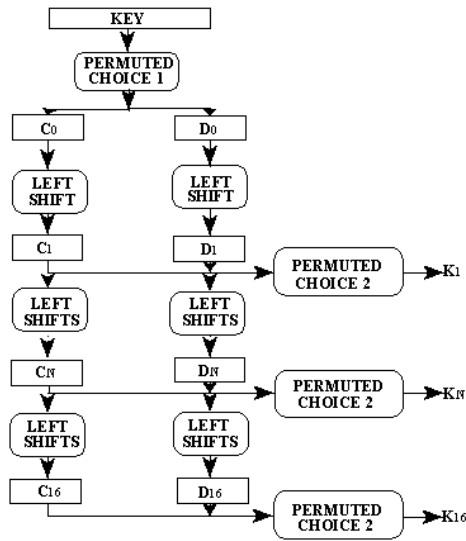 KEY
PERMUTED
CHOICE 1
C0
D0
LEFT
SHIFT
LEFT
SHIFT
C1
D1
PERMUTED
CHOICE 2
K1
LEFT
SHIFTS
LEFT
SHIFTS
CN
DN
PERMUTED
CHOICE 2
KN
LEFT
SHIFTS
LEFT
SHIFTS
C16
D16
PERMUTED
CHOICE 2
K16